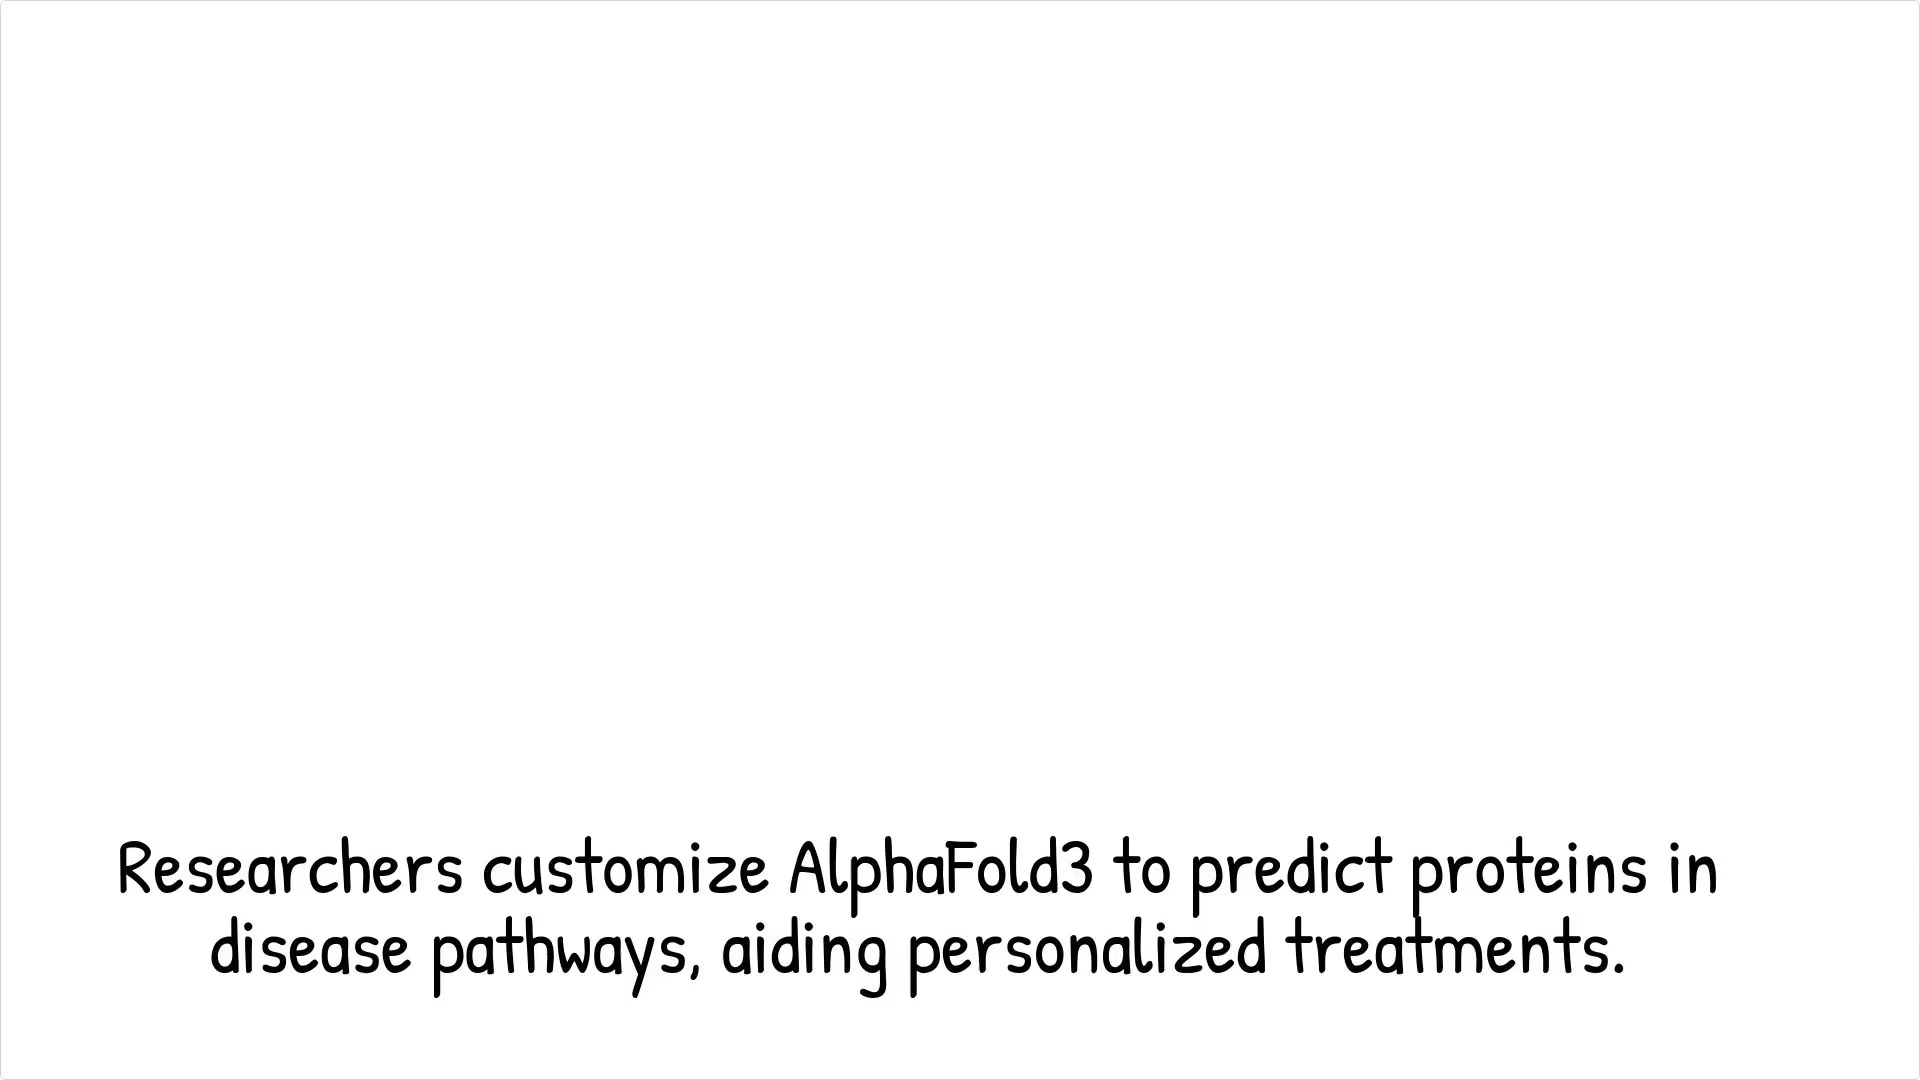 Researchers customize AlphaFold3 to predict proteins in
disease pathways, aiding personalized treatments.